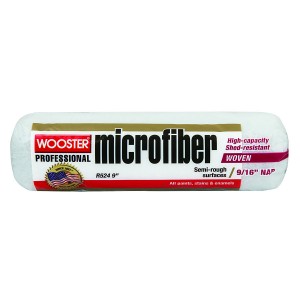 WOOSTER
PROFESSIONAL
microfiber
R524 9"
Semi-rough
surfaces
All paints, stains & enamels
High-capacity
Shed-resistant
WOVEN
9/16" NAP